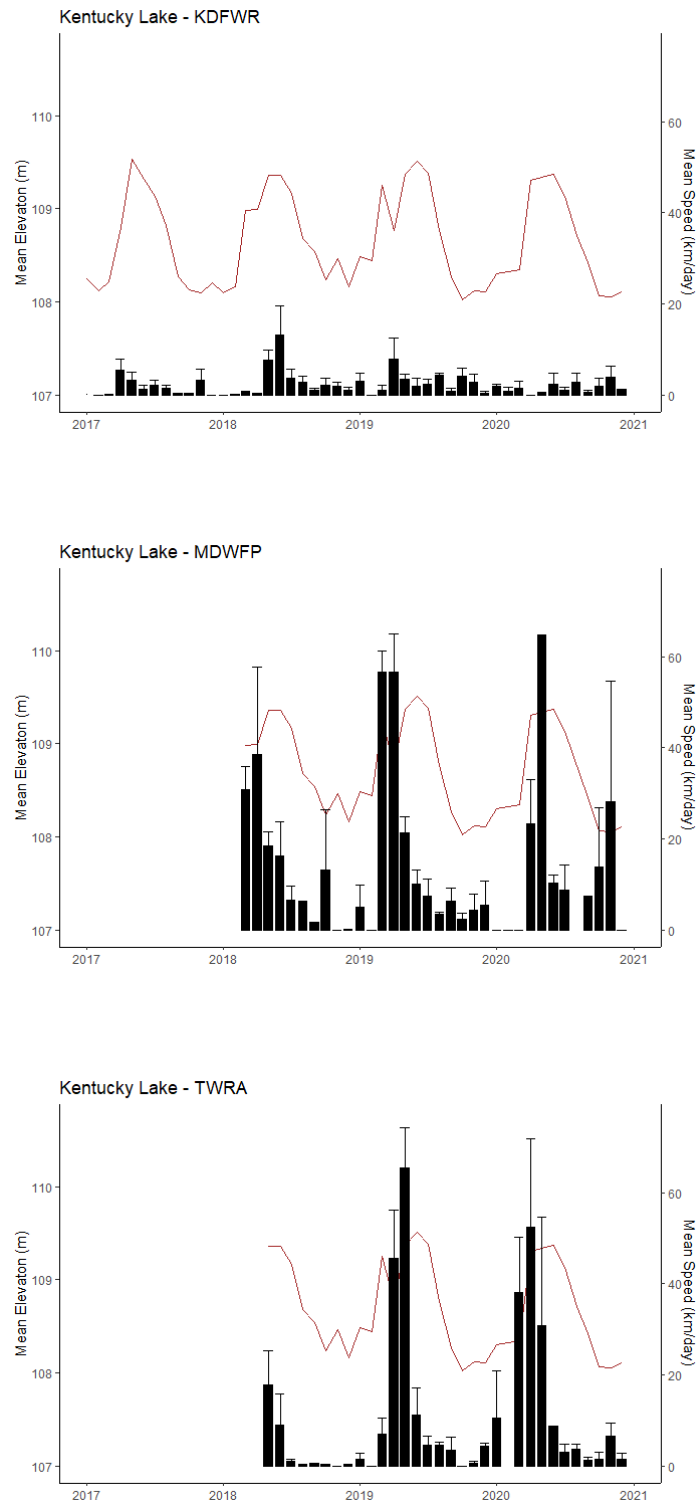 Kentucky Lake - KDFWR
110
109
108
107
Mean Elevaton (m)
60
40
20
0
Mean Speed (km/day)
2017 2018 2019 2020 2021
Kentucky Lake - MDWFP
110
109
108
107
Mean Elevaton (m)
60
40
20
0
Mean Speed (km/day)
2017 2018 2019 2020 2021
Kentucky Lake - TWRA
110
109
108
107
Mean Elevaton (m)
60
40
20
0
Mean Speed (km/day)
2017 2018 2019 2020 2021